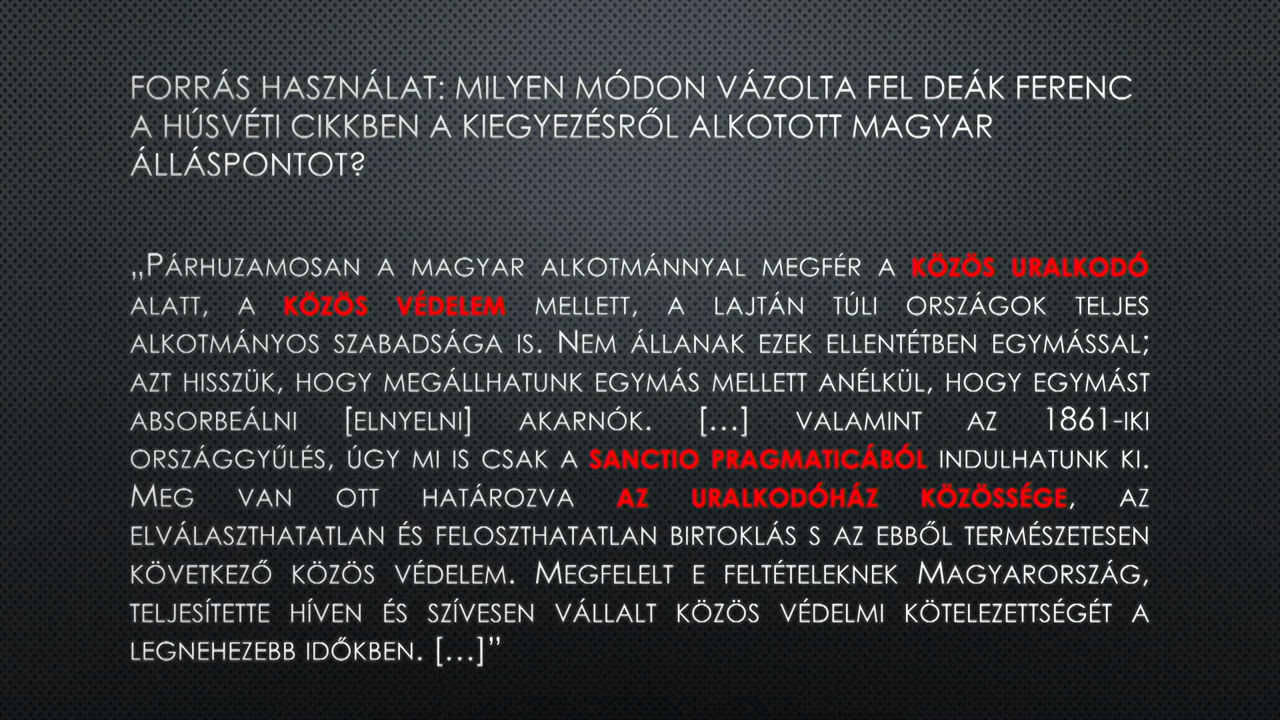 FORRÁS HASZNÁLAT: MILYEN MÓDON VÁZOLTA FEL DEÁK FERENC
A HÚSVÉTI CIKKBEN A KIEGYEZÉSRŐL ALKOTOTT MAGYAR
ÁLLÁSPONTOT?
„PÁRHUZAMOSAN A MAGYAR ALKOTMÁNNYAL MEGFÉR A KÖZÖS URALKODÓ
ALATT, A KÖZÖS VÉDELEM MELLETT, A LAJTÁN TÚLI ORSZÁGOK TELJES
ALKOTMÁNYOS SZABADSÁGA IS. NEM ÁLLANAK EZEK ELLENTÉTBEN EGYMÁSSAL;
AZT HISSZÜK, HOGY MEGÁLLHATUNK EGYMÁS MELLETT ANÉLKÜL, HOGY EGYMÁST
ABSORBEÁLNI [ELNYELNI] AKARNÓK. […] VALAMINT AZ 1861-IKI
ORSZÁGGYŰLÉS, ÚGY MI IS CSAK A SANCTIO PRAGMATICÁBÓL INDULHATUNK KI.
MEG VAN OTT HATÁROZVA AZ URALKODÓHÁZ KÖZÖSSÉGE, AZ
ELVÁLASZTHATATLAN ÉS FELOSZTHATATLAN BIRTOKLÁS S AZ EBBŐL TERMÉSZETESEN
KÖVETKEZŐ KÖZÖS VÉDELEM. MEGFELELT E FELTÉTELEKNEK MAGYARORSZÁG,
TELJESÍTETTE HÍVEN ÉS SZÍVESEN VÁLLALT KÖZÖS VÉDELMI KÖTELEZETTSÉGÉT A
LEGNEHEZEBB IDŐKBEN. […]”